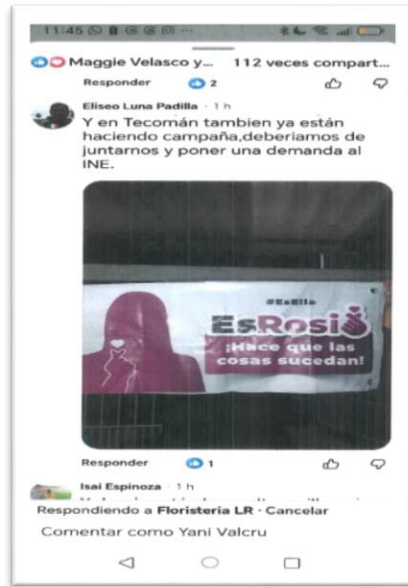 11:45
Maggie Velasco y... 112 veces compart...
Responder 2
Eliseo Luna Padilla · 1 h
Y en Tecomán tambien ya están
haciendo campaña,deberiamos de
juntarnos y poner una demanda al
INE.
#EsElla
EsRosi
¡Hace que las
cosas sucedan!
Responder 1
Isai Espinoza · 1 h
Respondiendo a Floristeria LR · Cancelar
Comentar como Yani Valcru